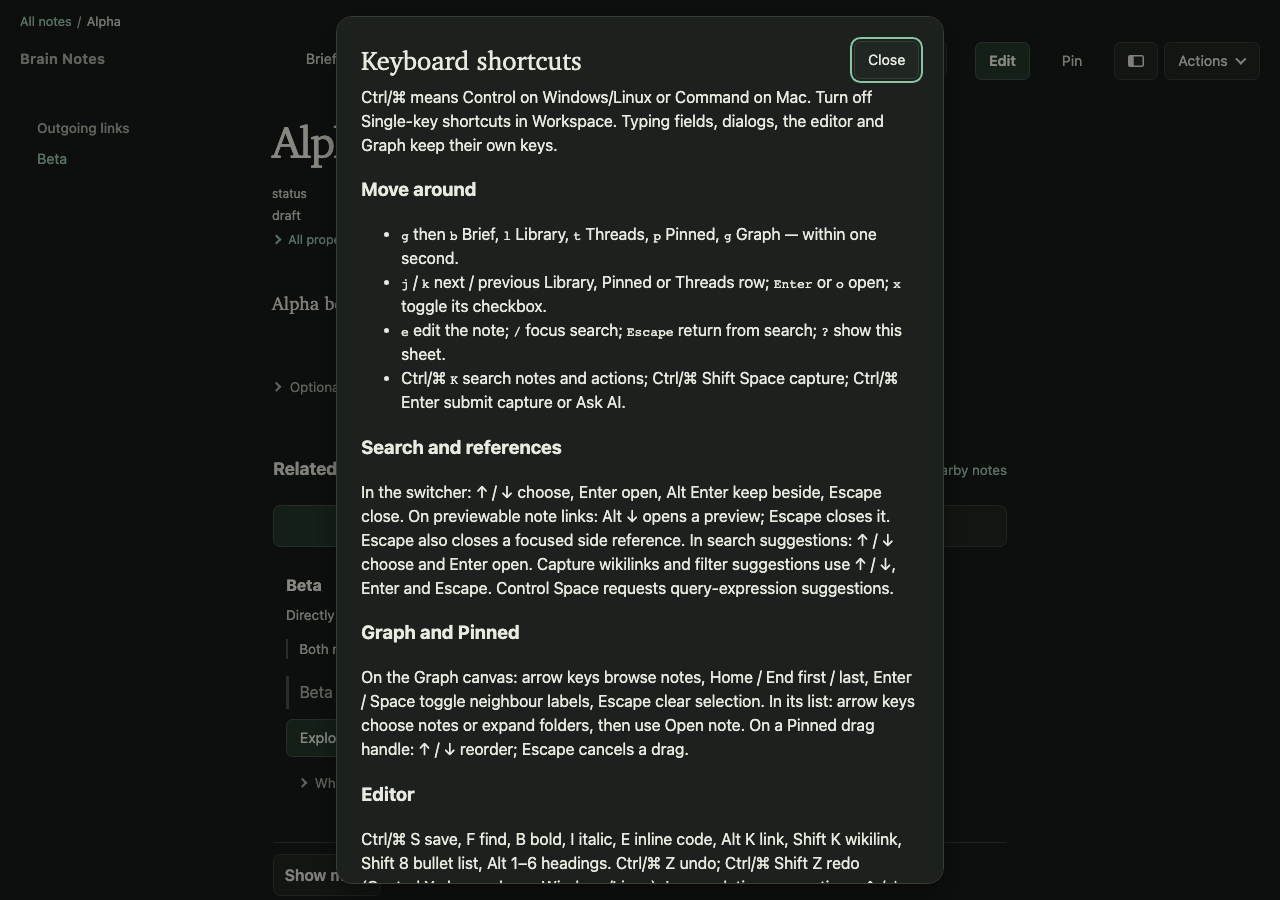 All notes / Alpha
Brain Notes
Brief
Edit
Pin
Actions
Outgoing links
Beta
status
draft
Related
arby notes
Beta
Directly
Beta
Keyboard shortcuts
Close
Ctrl/⌘ means Control on Windows/Linux or Command on Mac. Turn off
Single-key shortcuts in Workspace. Typing fields, dialogs, the editor and
Graph keep their own keys.
Move around
• g then b Brief, l Library, t Threads, p Pinned, g Graph — within one
second.
• j / k next / previous Library, Pinned or Threads row; Enter or o open; x
toggle its checkbox.
• e edit the note; / focus search; Escape return from search; ? show this
sheet.
• Ctrl/⌘ K search notes and actions; Ctrl/⌘ Shift Space capture; Ctrl/⌘
Enter submit capture or Ask AI.
Search and references
In the switcher: ↑ / ↓ choose, Enter open, Alt Enter keep beside, Escape
close. On previewable note links: Alt ↓ opens a preview; Escape closes it.
Escape also closes a focused side reference. In search suggestions: ↑ / ↓
choose and Enter open. Capture wikilinks and filter suggestions use ↑ / ↓,
Enter and Escape. Control Space requests query-expression suggestions.
Graph and Pinned
On the Graph canvas: arrow keys browse notes, Home / End first / last, Enter
/ Space toggle neighbour labels, Escape clear selection. In its list: arrow keys
choose notes or expand folders, then use Open note. On a Pinned drag
handle: ↑ / ↓ reorder; Escape cancels a drag.
Editor
Ctrl/⌘ S save, F find, B bold, I italic, E inline code, Alt K link, Shift K wikilink,
Shift 8 bullet list, Alt 1–6 headings. Ctrl/⌘ Z undo; Ctrl/⌘ Shift Z redo